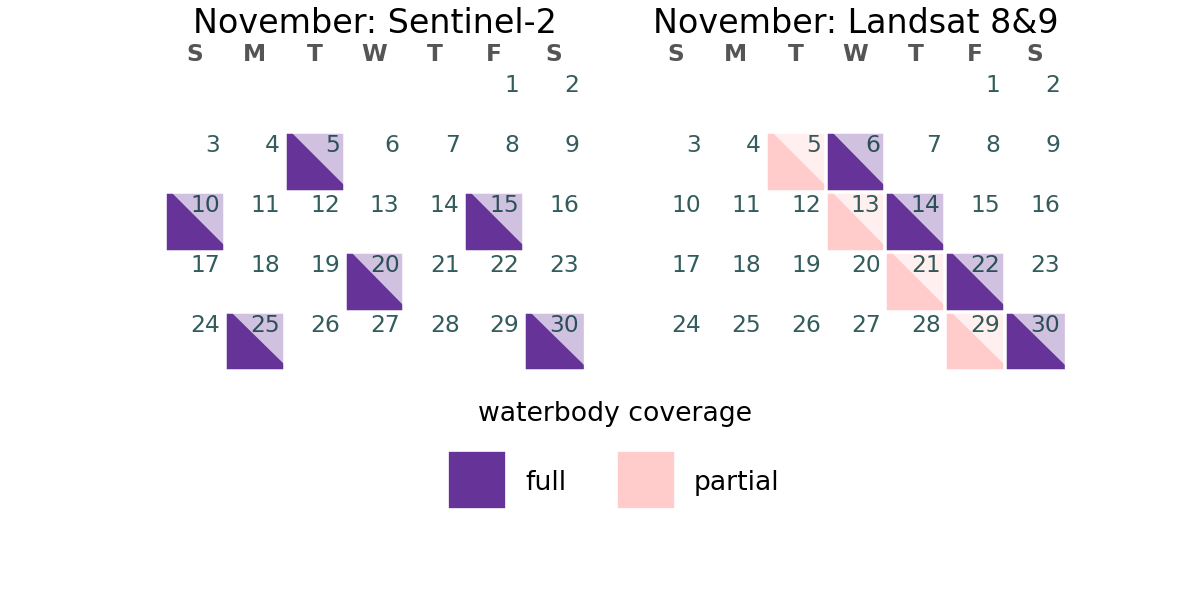 November: Sentinel-2
S M T W T F S
1 2
3 4 5 6 7 8 9
10 11 12 13 14 15 16
17 18 19 20 21 22 23
24 25 26 27 28 29 30
November: Landsat 8&9
S M T W T F S
1 2
3 4 5 6 7 8 9
10 11 12 13 14 15 16
17 18 19 20 21 22 23
24 25 26 27 28 29 30
waterbody coverage
full partial